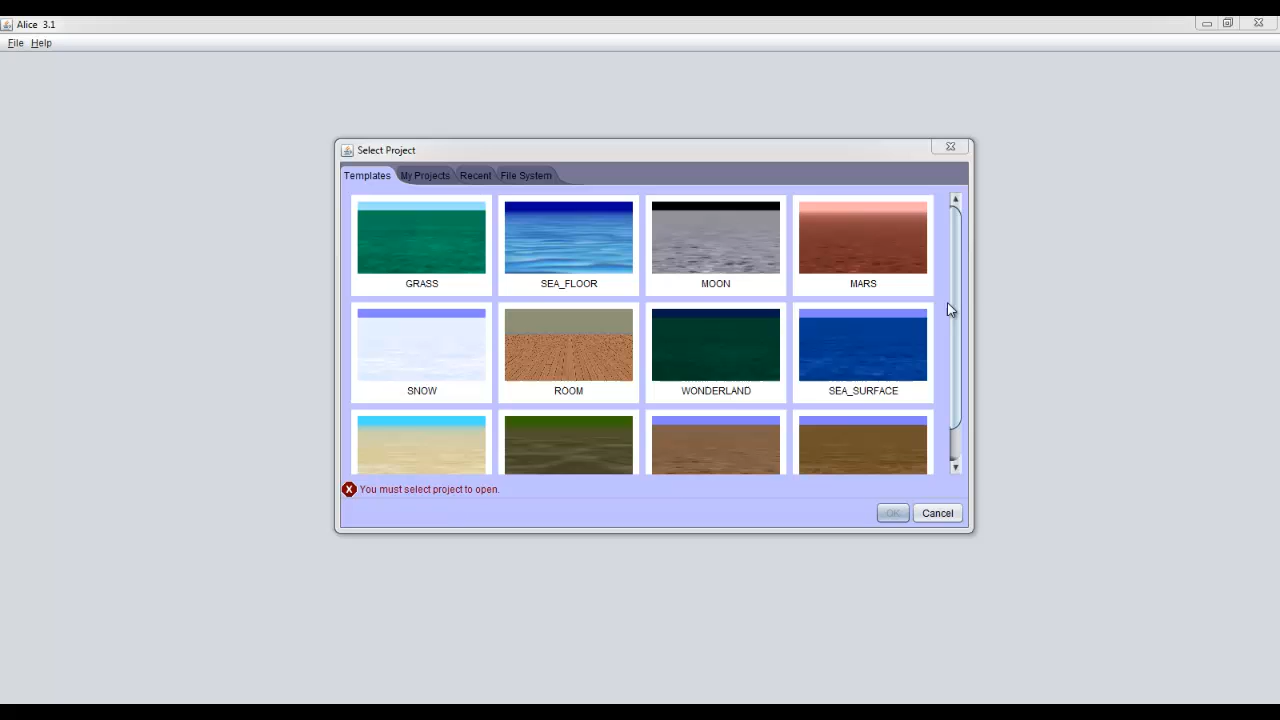 Alice 3.1
File Help
Select Project
Templates My Projects Recent File System
GRASS SEA_FLOOR MOON MARS
SNOW ROOM WONDERLAND SEA_SURFACE
You must select project to open.
OK Cancel